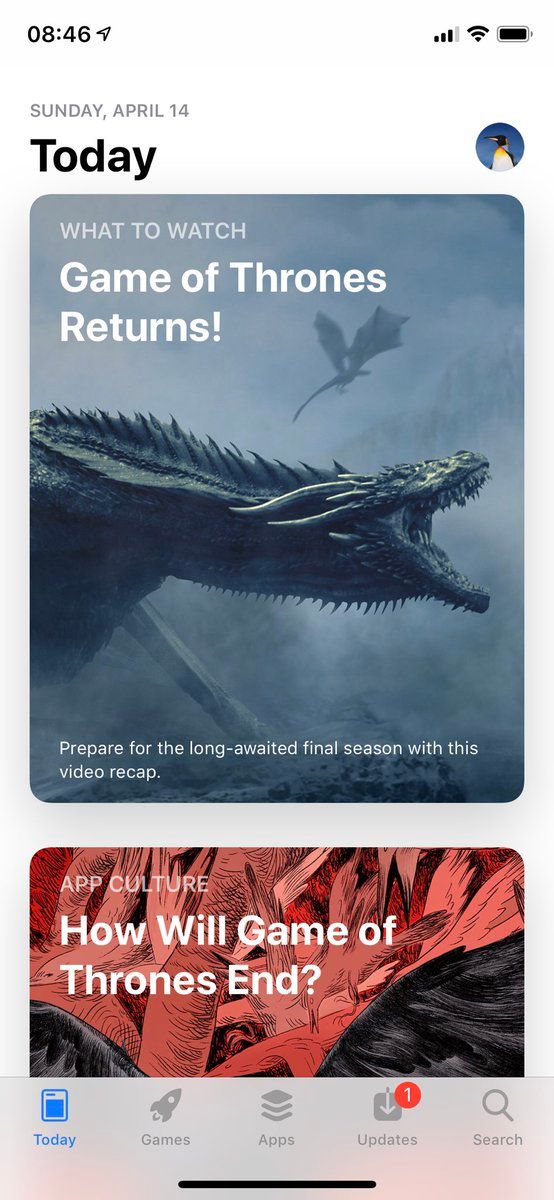 08:46
SUNDAY, APRIL 14
Today
WHAT TO WATCH
Game of Thrones
Returns!
Prepare for the long-awaited final season with this
video recap.
APP CULTURE
How Will Game of
Thrones End?
1
Today
Games
Apps
Updates
Search